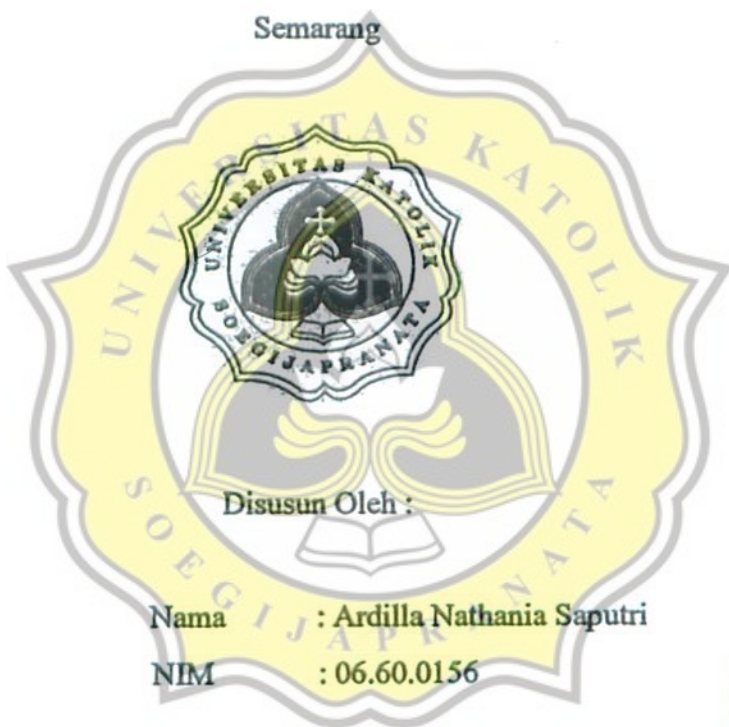 Semarang
UNIVERSITAS KATOLIK
SOEGIJAPRANATA
UNIVERSITAS KATOLIK
SOEGIJAPRANATA
Disusun Oleh :
Nama : Ardilla Nathania Saputri
NIM : 06.60.0156